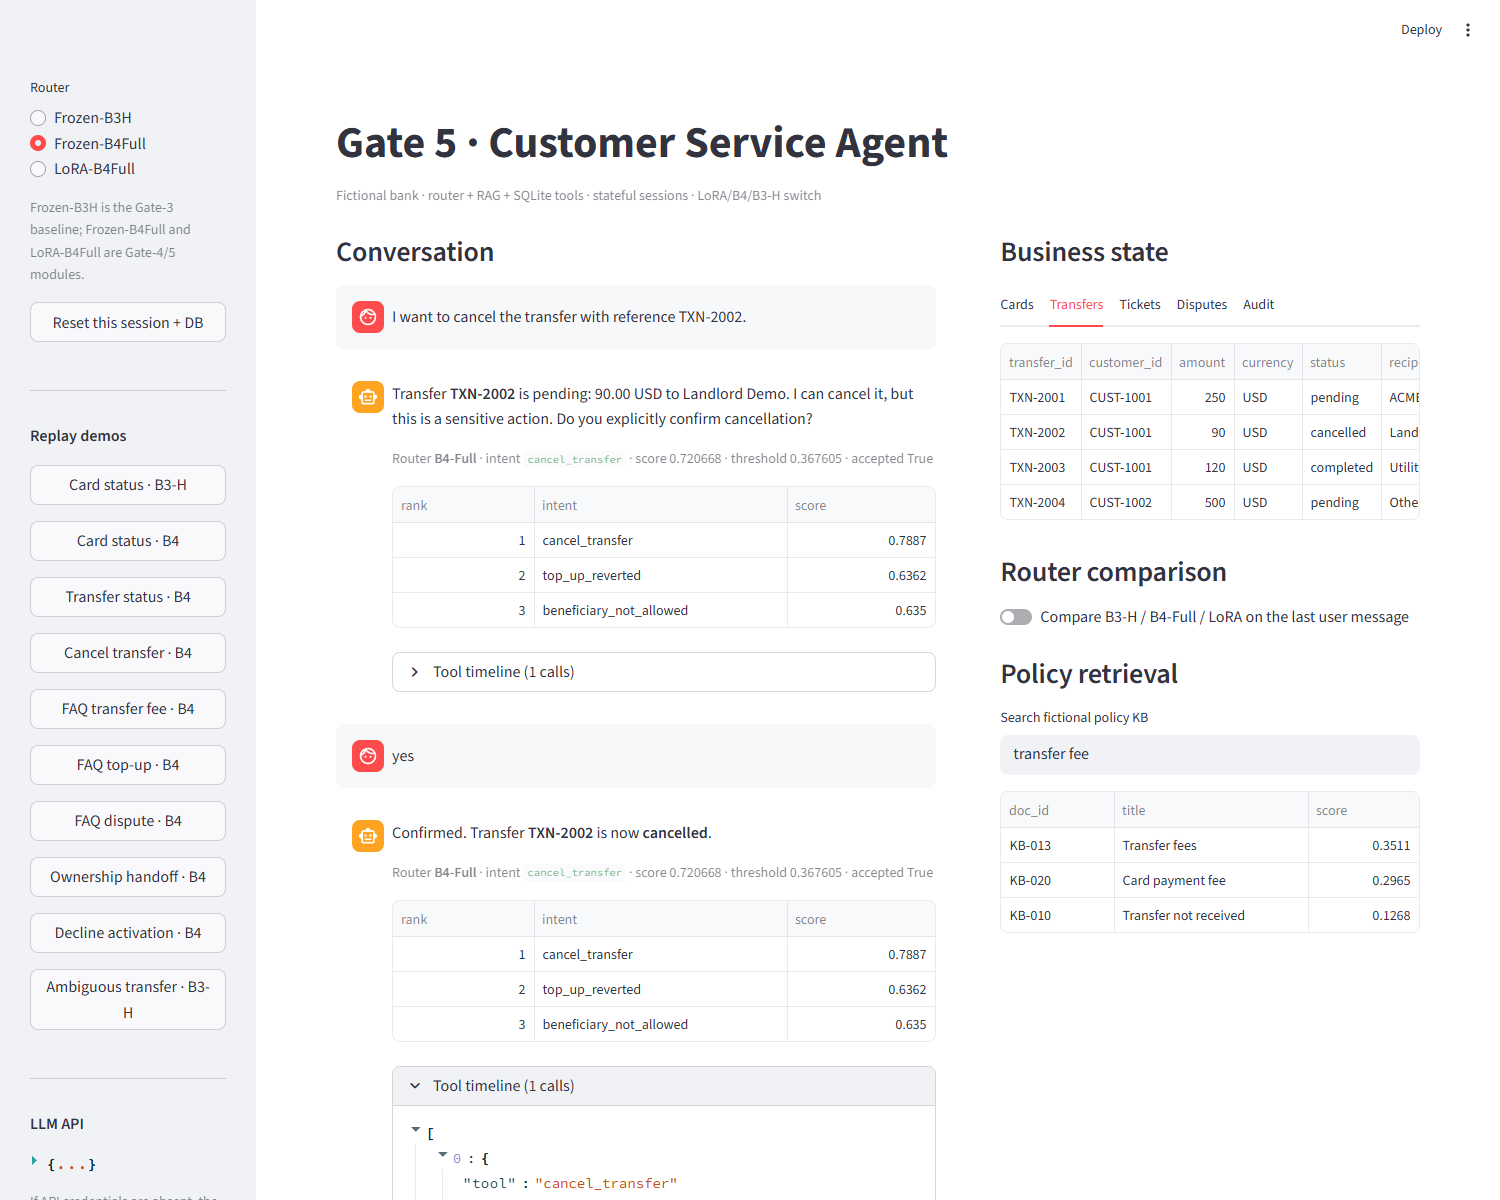 Deploy
Router
Frozen-B3H
Frozen-B4Full
LoRA-B4Full
Frozen-B3H is the Gate-3
baseline; Frozen-B4Full and
LoRA-B4Full are Gate-4/5
modules.
Reset this session + DB
Replay demos
Card status · B3-H
Card status · B4
Transfer status · B4
Cancel transfer · B4
FAQ transfer fee · B4
FAQ top-up · B4
FAQ dispute · B4
Ownership handoff · B4
Decline activation · B4
Ambiguous transfer · B3-
H
LLM API
{...}
If API credentials are absent, the
Gate 5 · Customer Service Agent
Fictional bank · router + RAG + SQLite tools · stateful sessions · LoRA/B4/B3-H switch
Conversation
I want to cancel the transfer with reference TXN-2002.
Transfer TXN-2002 is pending: 90.00 USD to Landlord Demo. I can cancel it, but
this is a sensitive action. Do you explicitly confirm cancellation?
Router B4-Full · intent cancel_transfer · score 0.720668 · threshold 0.367605 · accepted True
rank intent score
1 cancel_transfer 0.7887
2 top_up_reverted 0.6362
3 beneficiary_not_allowed 0.635
Tool timeline (1 calls)
yes
Confirmed. Transfer TXN-2002 is now cancelled.
Router B4-Full · intent cancel_transfer · score 0.720668 · threshold 0.367605 · accepted True
rank intent score
1 cancel_transfer 0.7887
2 top_up_reverted 0.6362
3 beneficiary_not_allowed 0.635
Tool timeline (1 calls)
[
0 : {
"tool" : "cancel_transfer"
Business state
Cards Transfers Tickets Disputes Audit
transfer_id customer_id amount currency status recip
TXN-2001 CUST-1001 250 USD pending ACME
TXN-2002 CUST-1001 90 USD cancelled Land
TXN-2003 CUST-1001 120 USD completed Utilit
TXN-2004 CUST-1002 500 USD pending Othe
Router comparison
Compare B3-H / B4-Full / LoRA on the last user message
Policy retrieval
Search fictional policy KB
transfer fee
doc_id title score
KB-013 Transfer fees 0.3511
KB-020 Card payment fee 0.2965
KB-010 Transfer not received 0.1268